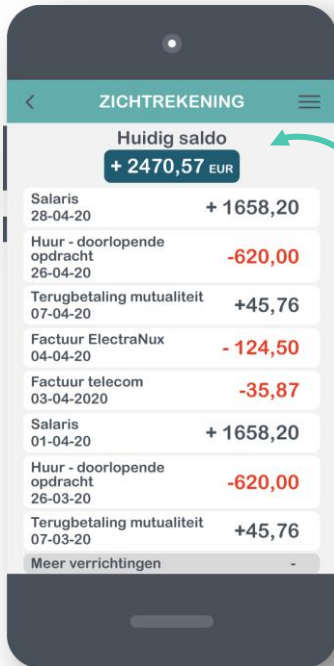 ZICHTREKENING
Huidig saldo
+ 2470,57 EUR
Salaris
28-04-20
+ 1658,20
Huur - doorlopende
opdracht
26-04-20
-620,00
Terugbetaling mutualiteit
07-04-20
+45,76
Factuur ElectraNux
04-04-20
- 124,50
Factuur telecom
03-04-2020
-35,87
Salaris
01-04-20
+ 1658,20
Huur - doorlopende
opdracht
26-03-20
-620,00
Terugbetaling mutualiteit
07-03-20
+45,76
Meer verrichtingen -